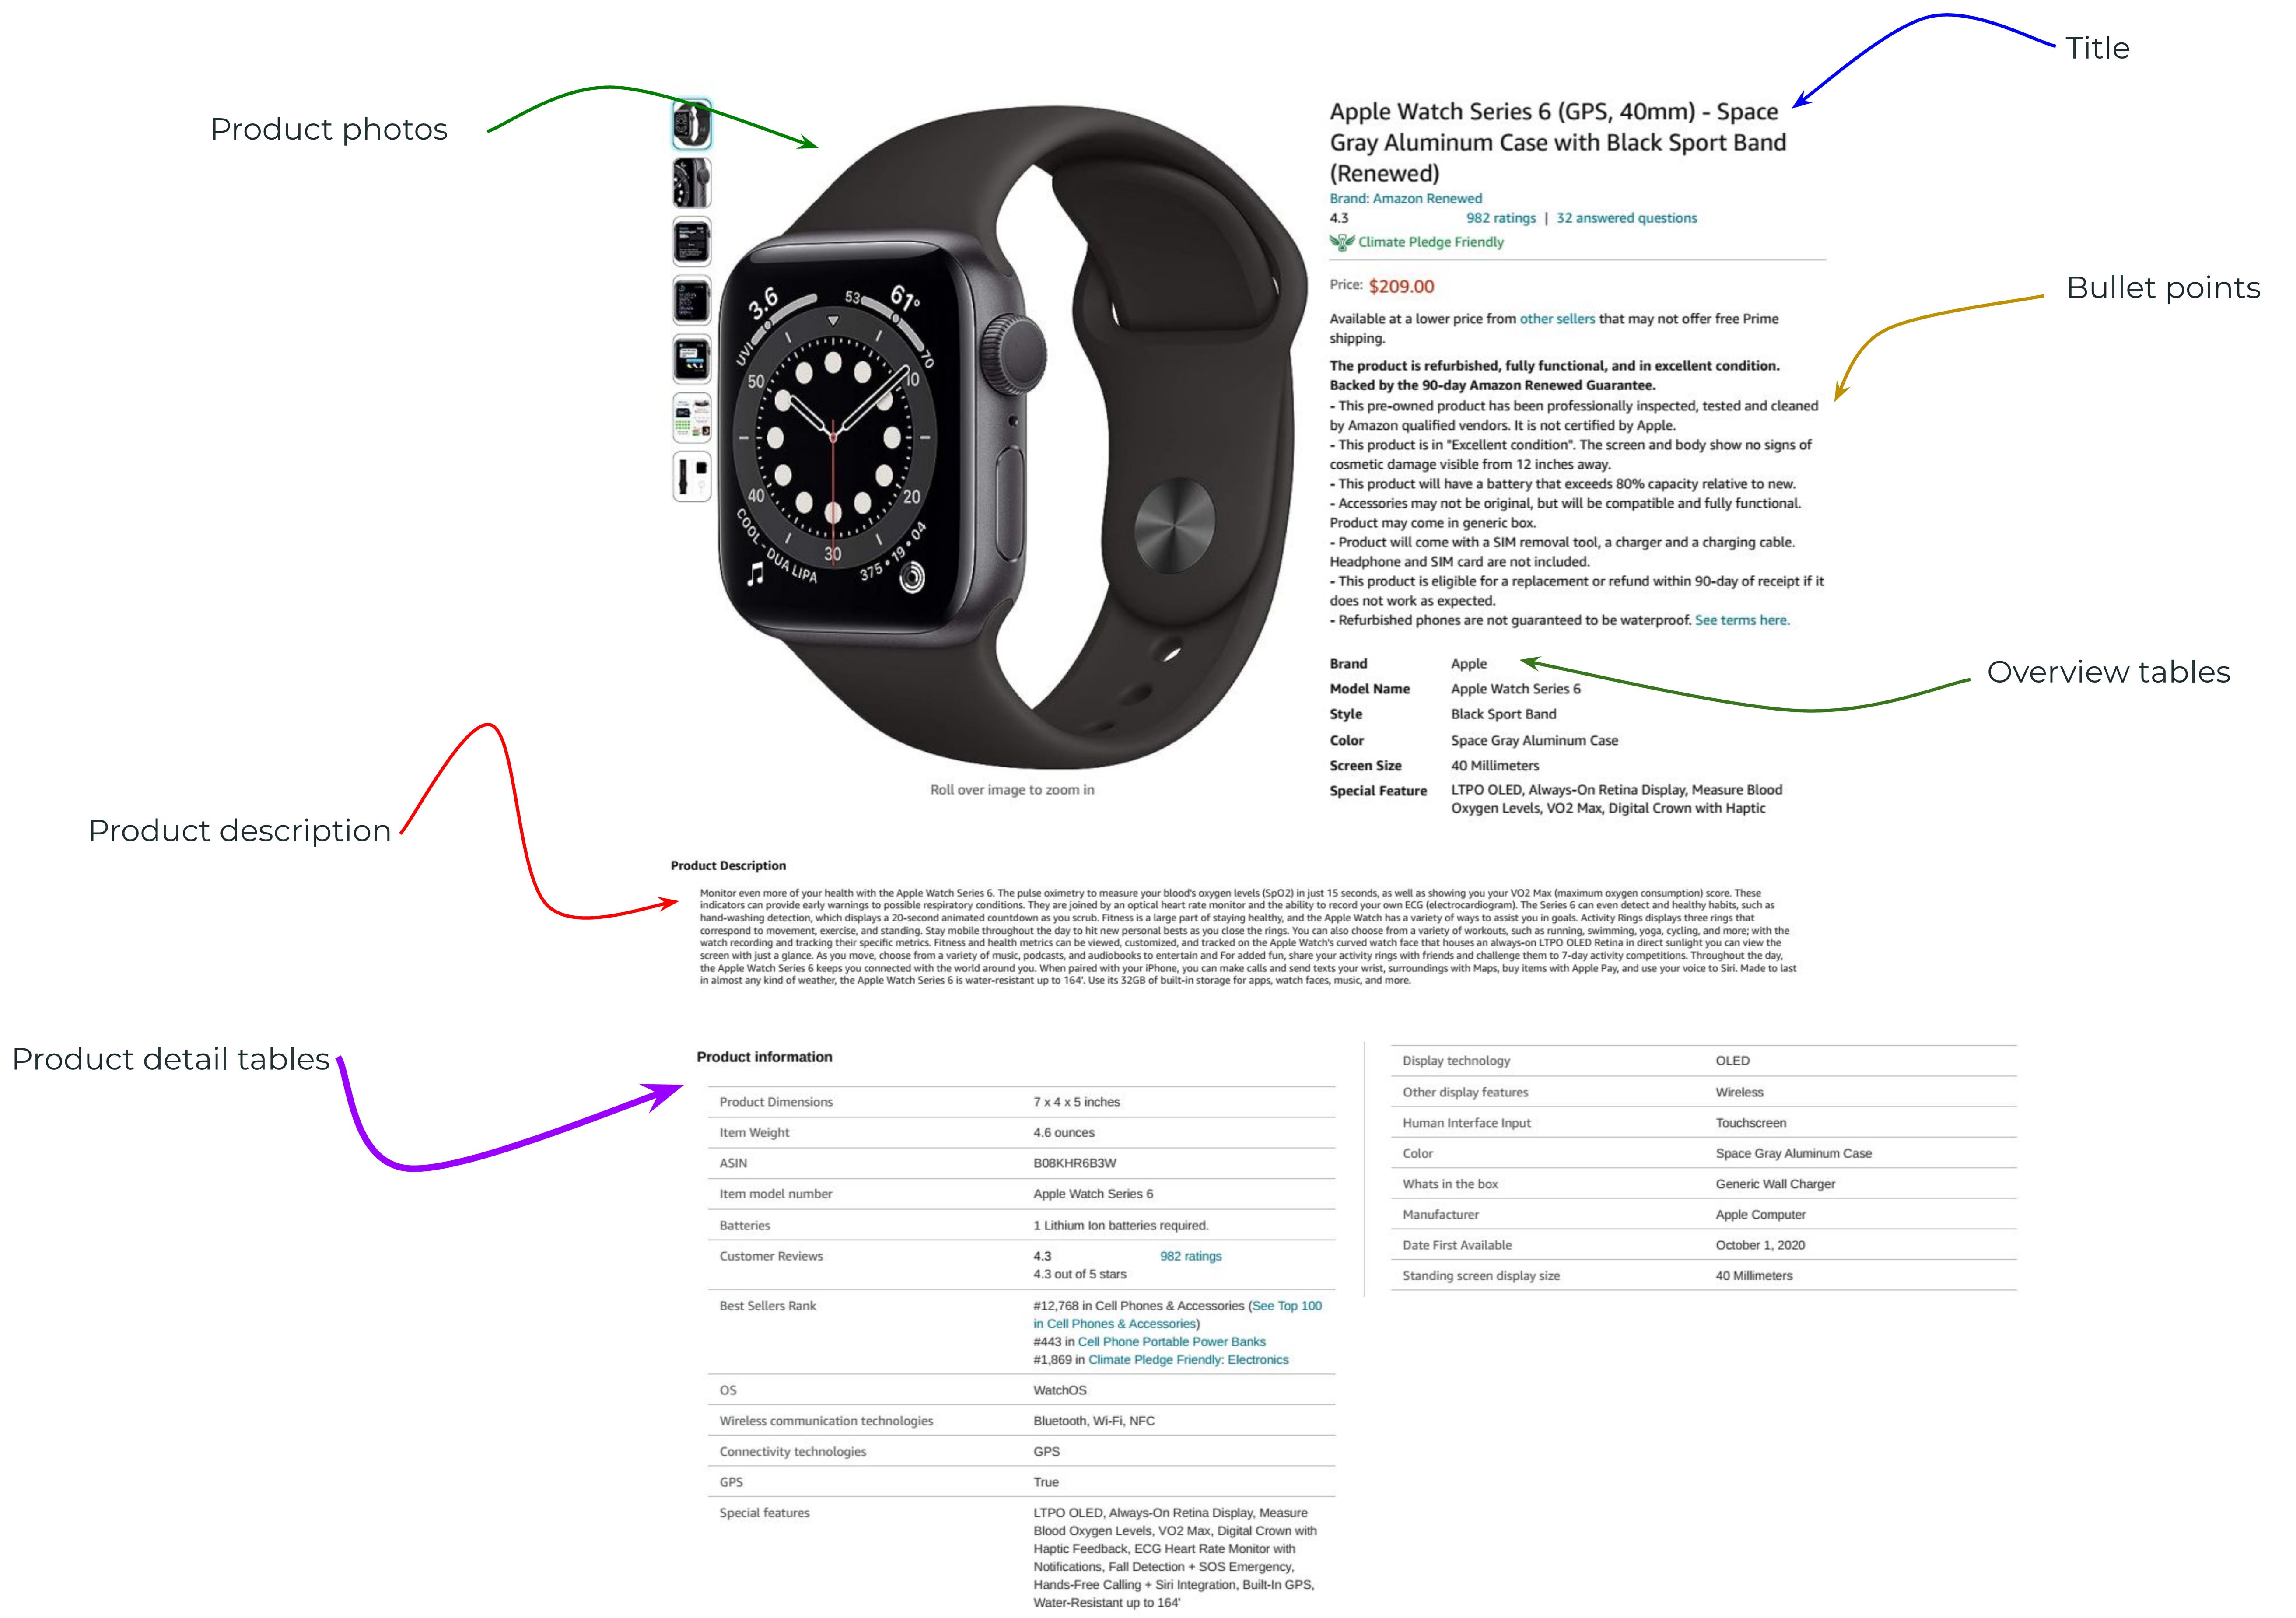 Title
Product photos
Apple Watch Series 6 (GPS, 40mm) - Space
Gray Aluminum Case with Black Sport Band
(Renewed)
Brand: Amazon Renewed
4.3 982 ratings | 32 answered questions
Climate Pledge Friendly
Price: $209.00
Bullet points
Available at a lower price from other sellers that may not offer free Prime
shipping.
The product is refurbished, fully functional, and in excellent condition.
Backed by the 90-day Amazon Renewed Guarantee.
- This pre-owned product has been professionally inspected, tested and cleaned
by Amazon qualified vendors. It is not certified by Apple.
- This product is in "Excellent condition". The screen and body show no signs of
cosmetic damage visible from 12 inches away.
- This product will have a battery that exceeds 80% capacity relative to new.
- Accessories may not be original, but will be compatible and fully functional.
Product may come in generic box.
- Product will come with a SIM removal tool, a charger and a charging cable.
Headphone and SIM card are not included.
- This product is eligible for a replacement or refund within 90-day of receipt if it
does not work as expected.
- Refurbished phones are not guaranteed to be waterproof. See terms here.
3.6
53
61°
UVI
70
50
10
40
20
30
COOL - DUA LIPA
375 • 19 • 04
Overview tables
Brand Apple
Model Name Apple Watch Series 6
Style Black Sport Band
Color Space Gray Aluminum Case
Screen Size 40 Millimeters
Special Feature LTPO OLED, Always-On Retina Display, Measure Blood
Oxygen Levels, VO2 Max, Digital Crown with Haptic
Roll over image to zoom in
Product description
Product Description
Monitor even more of your health with the Apple Watch Series 6. The pulse oximetry to measure your blood's oxygen levels (SpO2) in just 15 seconds, as well as showing you your VO2 Max (maximum oxygen consumption) score. These
indicators can provide early warnings to possible respiratory conditions. They are joined by an optical heart rate monitor and the ability to record your own ECG (electrocardiogram). The Series 6 can even detect and healthy habits, such as
hand-washing detection, which displays a 20-second animated countdown as you scrub. Fitness is a large part of staying healthy, and the Apple Watch has a variety of ways to assist you in goals. Activity Rings displays three rings that
correspond to movement, exercise, and standing. Stay mobile throughout the day to hit new personal bests as you close the rings. You can also choose from a variety of workouts, such as running, swimming, yoga, cycling, and more; with the
watch recording and tracking their specific metrics. Fitness and health metrics can be viewed, customized, and tracked on the Apple Watch's curved watch face that houses an always-on LTPO OLED Retina in direct sunlight you can view the
screen with just a glance. As you move, choose from a variety of music, podcasts, and audiobooks to entertain and For added fun, share your activity rings with friends and challenge them to 7-day activity competitions. Throughout the day,
the Apple Watch Series 6 keeps you connected with the world around you. When paired with your iPhone, you can make calls and send texts your wrist, surroundings with Maps, buy items with Apple Pay, and use your voice to Siri. Made to last
in almost any kind of weather, the Apple Watch Series 6 is water-resistant up to 164'. Use its 32GB of built-in storage for apps, watch faces, music, and more.
Product detail tables
Product information
Product Dimensions 7 x 4 x 5 inches
Item Weight 4.6 ounces
ASIN B08KHR6B3W
Item model number Apple Watch Series 6
Batteries 1 Lithium Ion batteries required.
Customer Reviews 4.3 982 ratings
4.3 out of 5 stars
Best Sellers Rank #12,768 in Cell Phones & Accessories (See Top 100
in Cell Phones & Accessories)
#443 in Cell Phone Portable Power Banks
#1,869 in Climate Pledge Friendly: Electronics
OS WatchOS
Wireless communication technologies Bluetooth, Wi-Fi, NFC
Connectivity technologies GPS
GPS True
Special features LTPO OLED, Always-On Retina Display, Measure
Blood Oxygen Levels, VO2 Max, Digital Crown with
Haptic Feedback, ECG Heart Rate Monitor with
Notifications, Fall Detection + SOS Emergency,
Hands-Free Calling + Siri Integration, Built-In GPS,
Water-Resistant up to 164'
Display technology OLED
Other display features Wireless
Human Interface Input Touchscreen
Color Space Gray Aluminum Case
Whats in the box Generic Wall Charger
Manufacturer Apple Computer
Date First Available October 1, 2020
Standing screen display size 40 Millimeters